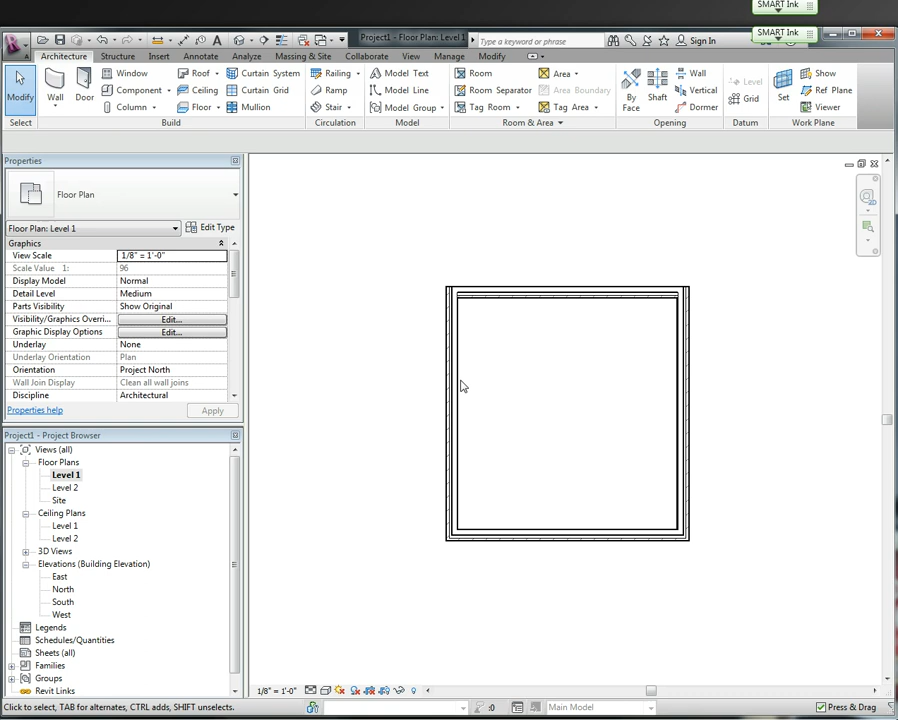 SMART Ink
SMART Ink
Project1 - Floor Plan: Level 1
Type a keyword or phrase
Sign In
Architecture Structure Insert Annotate Analyze Massing & Site Collaborate View Manage Modify
Modify
Wall
Door
Window
Component
Column
Roof
Ceiling
Floor
Curtain System
Curtain Grid
Mullion
Railing
Ramp
Stair
Model Text
Model Line
Model Group
Room
Room Separator
Tag Room
Area
Area Boundary
Tag Area
By
Face
Shaft
Wall
Vertical
Dormer
Level
Grid
Set
Show
Ref Plane
Viewer
Select Build Circulation Model Room & Area Opening Datum Work Plane
Properties
Floor Plan
Floor Plan: Level 1 Edit Type
Graphics
View Scale 1/8" = 1'-0"
Scale Value 1: 96
Display Model Normal
Detail Level Medium
Parts Visibility Show Original
Visibility/Graphics Overri... Edit...
Graphic Display Options Edit...
Underlay None
Underlay Orientation Plan
Orientation Project North
Wall Join Display Clean all wall joins
Discipline Architectural
Properties help Apply
Project1 - Project Browser
Views (all)
Floor Plans
Level 1
Level 2
Site
Ceiling Plans
Level 1
Level 2
3D Views
Elevations (Building Elevation)
East
North
South
West
Legends
Schedules/Quantities
Sheets (all)
Families
Groups
Revit Links
1/8" = 1'-0"
Click to select, TAB for alternates, CTRL adds, SHIFT unselects. :0 Main Model Press & Drag